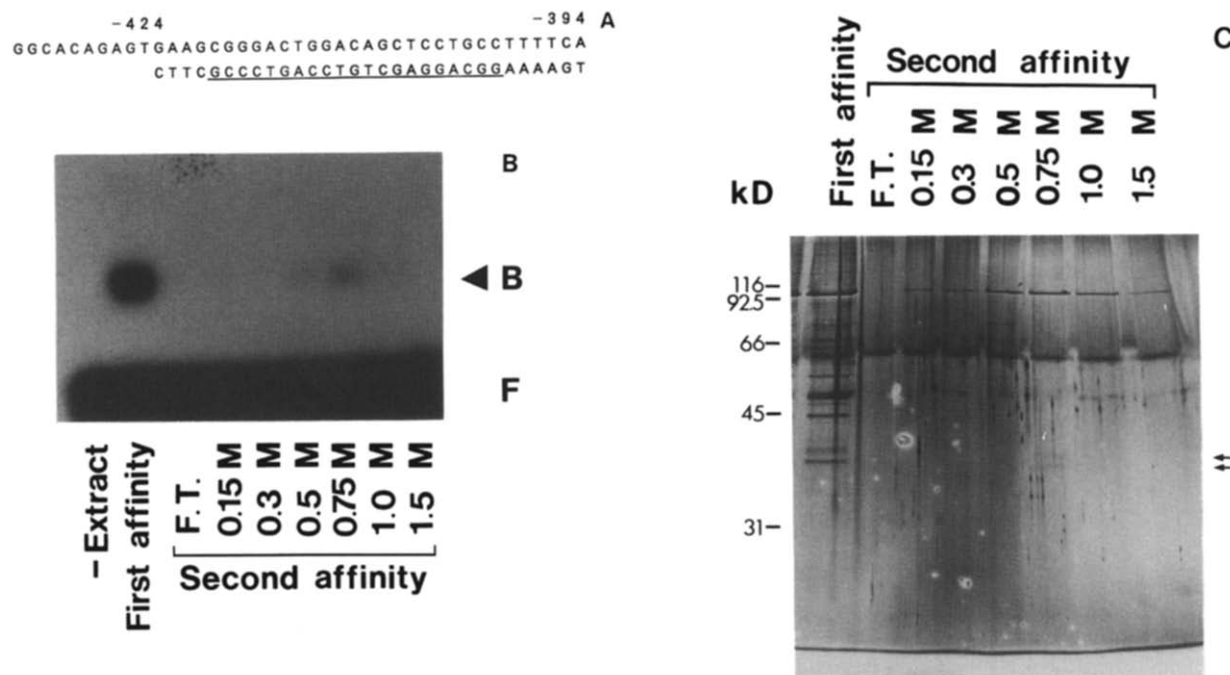 -424 -394 A
GGCACAGAGTGAAGCGGGACTGGACAGCTCCTGCCTTTTCA
CTTCGCCCTGACCTGTCGAGGACGGAAAAGT
B
B
F
- Extract
First affinity
F.T.
0.15 M
0.3 M
0.5 M
0.75 M
1.0 M
1.5 M
Second affinity
C
Second affinity
First affinity
F.T.
0.15 M
0.3 M
0.5 M
0.75 M
1.0 M
1.5 M
kD
116
92.5
66
45
31